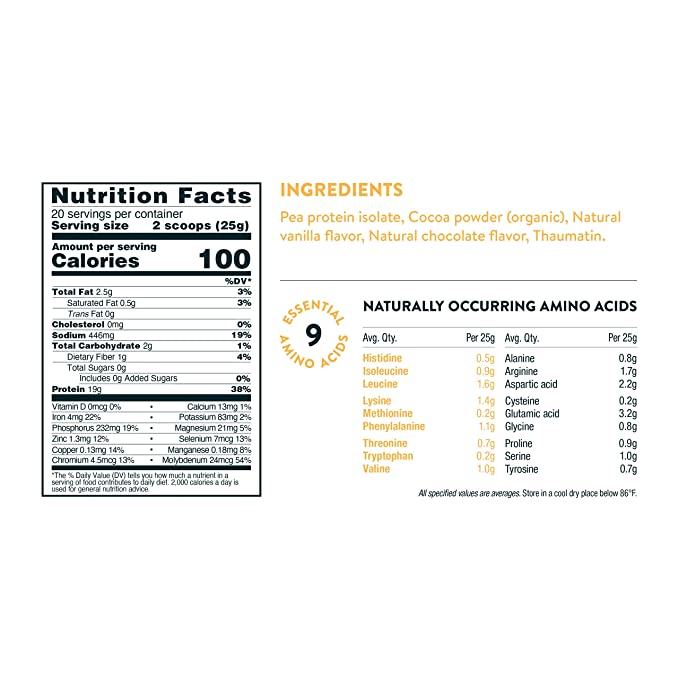 Nutrition Facts
20 servings per container
Serving size 2 scoops (25g)
Amount per serving
Calories 100
%DV*
Total Fat 2.5g 3%
Saturated Fat 0.5g 3%
Trans Fat 0g
Cholesterol 0mg 0%
Sodium 446mg 19%
Total Carbohydrate 2g 1%
Dietary Fiber 1g 4%
Total Sugars 0g
Includes 0g Added Sugars 0%
Protein 19g 38%
Vitamin D 0mcg 0% • Calcium 13mg 1%
Iron 4mg 22% • Potassium 83mg 2%
Phosphorus 232mg 19% • Magnesium 21mg 5%
Zinc 1.3mg 12% • Selenium 7mcg 13%
Copper 0.13mg 14% • Manganese 0.18mg 8%
Chromium 4.5mcg 13% • Molybdenum 24mcg 54%
*The % Daily Value (DV) tells you how much a nutrient in a
serving of food contributes to daily diet. 2,000 calories a day is
used for general nutrition advice.
INGREDIENTS
Pea protein isolate, Cocoa powder (organic), Natural
vanilla flavor, Natural chocolate flavor, Thaumatin.
ESSENTIAL
9
AMINO ACIDS
NATURALLY OCCURRING AMINO ACIDS
Avg. Qty. Per 25g Avg. Qty. Per 25g
Histidine 0.5g Alanine 0.8g
Isoleucine 0.9g Arginine 1.7g
Leucine 1.6g Aspartic acid 2.2g
Lysine 1.4g Cysteine 0.2g
Methionine 0.2g Glutamic acid 3.2g
Phenylalanine 1.1g Glycine 0.8g
Threonine 0.7g Proline 0.9g
Tryptophan 0.2g Serine 1.0g
Valine 1.0g Tyrosine 0.7g
All specified values are averages. Store in a cool dry place below 86°F.